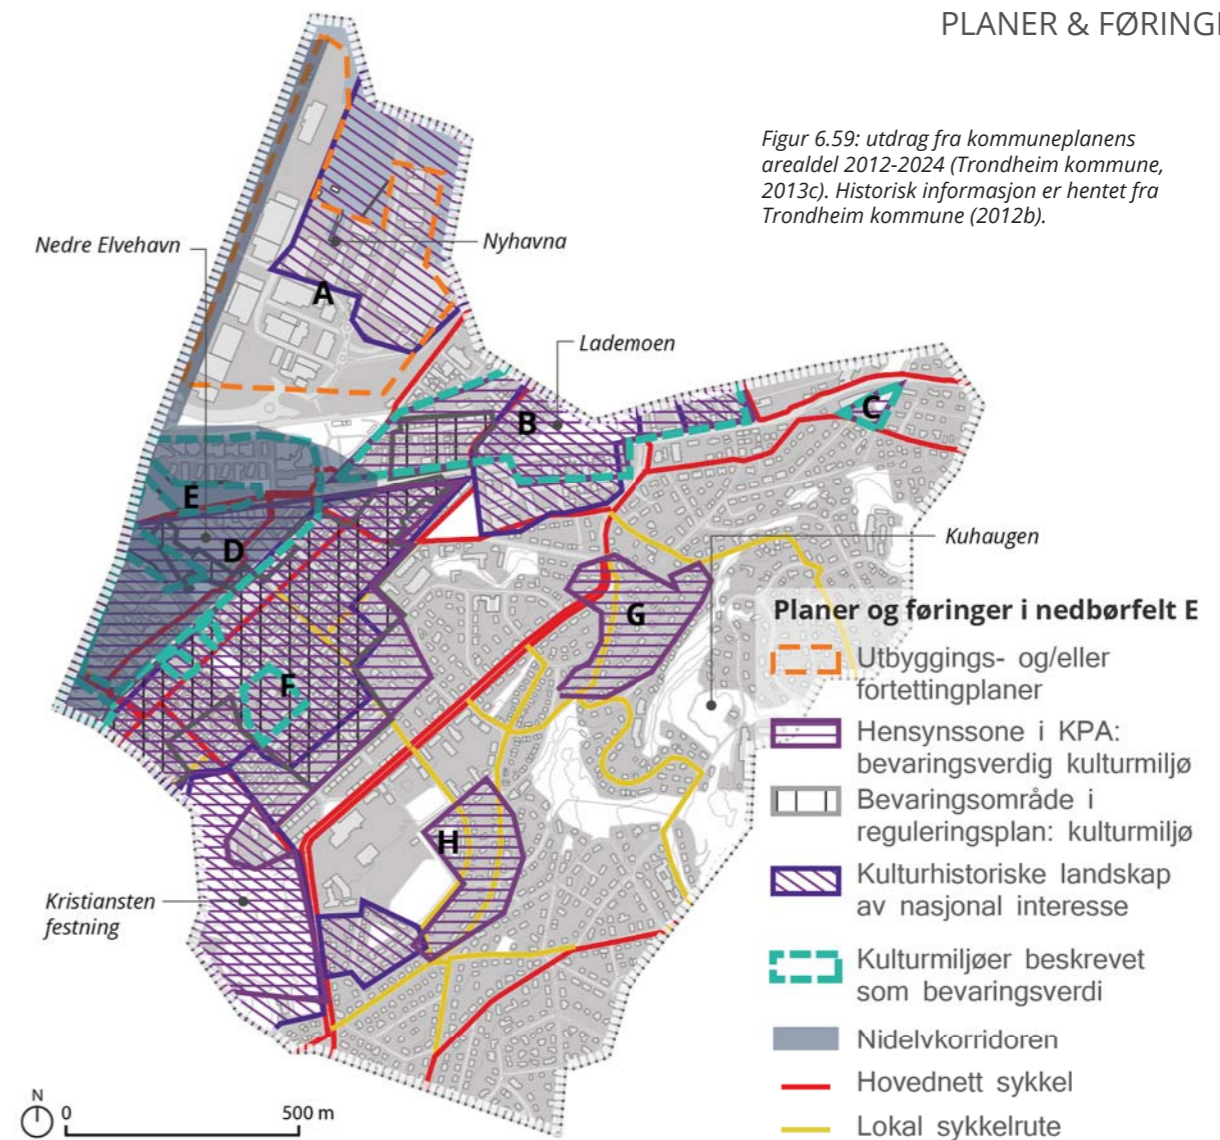 PLANER & FØRINGE
Figur 6.59: utdrag fra kommuneplanens
arealdel 2012-2024 (Trondheim kommune,
2013c). Historisk informasjon er hentet fra
Trondheim kommune (2012b).
Nedre Elvehavn
Nyhavna
A
Lademoen
B
C
E
D
Kuhaugen
G
F
H
Kristiansten
festning
Planer og føringer i nedbørfelt E
Utbyggings- og/eller
fortettingplaner
Hensynssone i KPA:
bevaringsverdig kulturmiljø
Bevaringsområde i
reguleringsplan: kulturmiljø
Kulturhistoriske landskap
av nasjonal interesse
Kulturmiljøer beskrevet
som bevaringsverdi
Nidelvkorridoren
Hovednett sykkel
Lokal sykkelrute
N
0 500 m